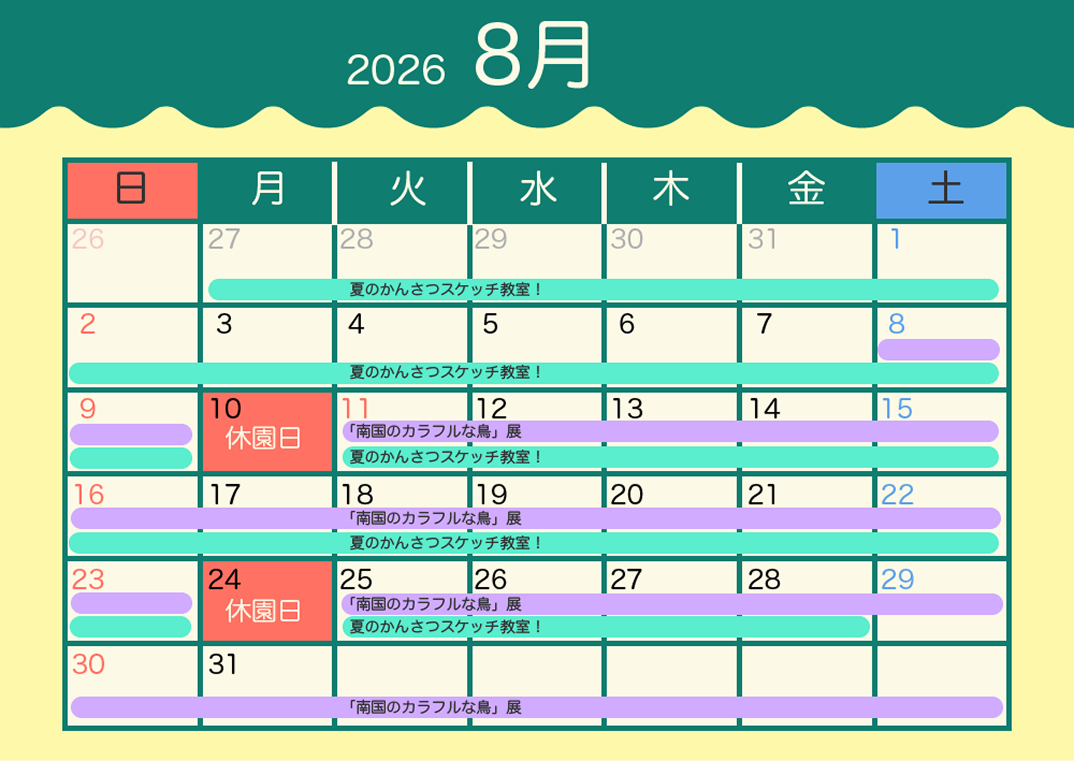 2026 8月
日 月 火 水 木 金 土
26 27 28 29 30 31 1
夏のかんさつスケッチ教室！
2 3 4 5 6 7 8
夏のかんさつスケッチ教室！
9 10 11 12 13 14 15
休園日
「南国のカラフルな鳥」展
夏のかんさつスケッチ教室！
16 17 18 19 20 21 22
「南国のカラフルな鳥」展
夏のかんさつスケッチ教室！
23 24 25 26 27 28 29
休園日
「南国のカラフルな鳥」展
夏のかんさつスケッチ教室！
30 31
「南国のカラフルな鳥」展